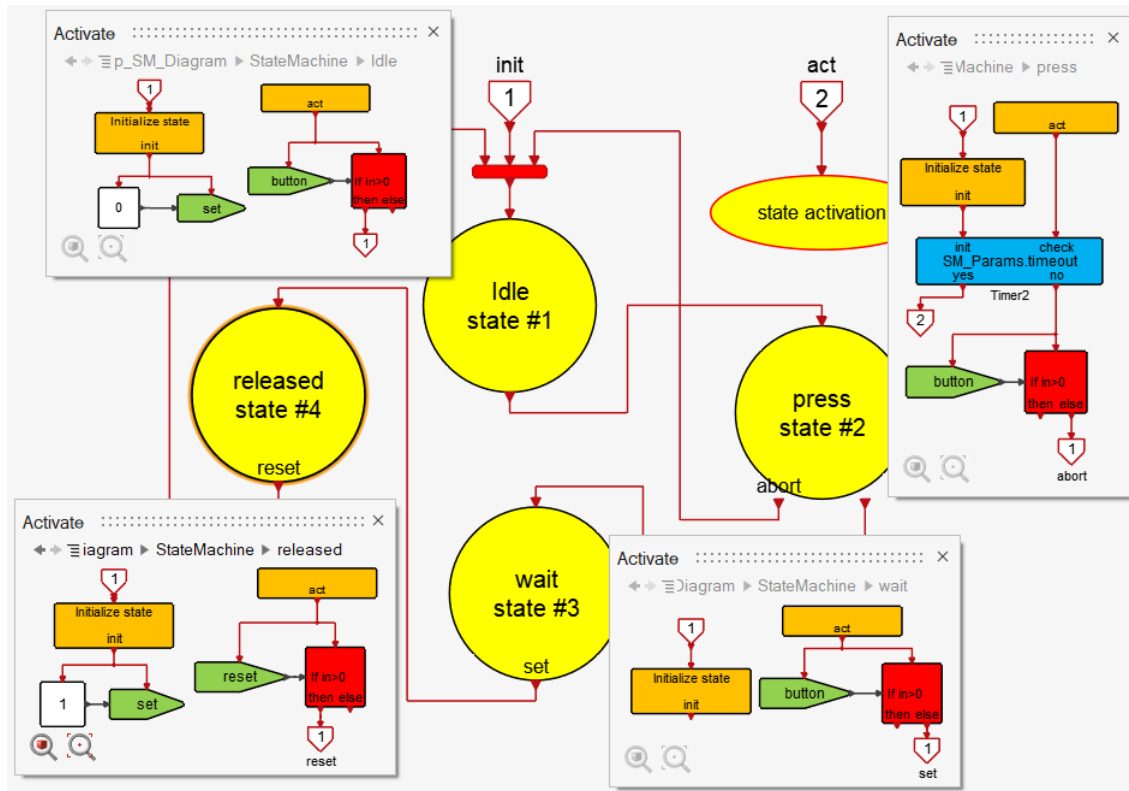 Activate
p_SM_Diagram StateMachine Idle
1
Initialize state
init
act
button
If in>0
then else
0
set
1
init
1
act
2
Activate
Machine press
1
act
Initialize state
init
init check
SM_Params.timeout
yes no
Timer2
2
button
If in>0
then else
1
abort
state activation
Idle
state #1
released
state #4
reset
press
state #2
abort
wait
state #3
set
Activate
iagram StateMachine released
1
Initialize state
init
act
reset
If in>0
then else
1
set
1
reset
Activate
Diagram StateMachine wait
1
Initialize state
init
act
button
If in>0
then else
1
set